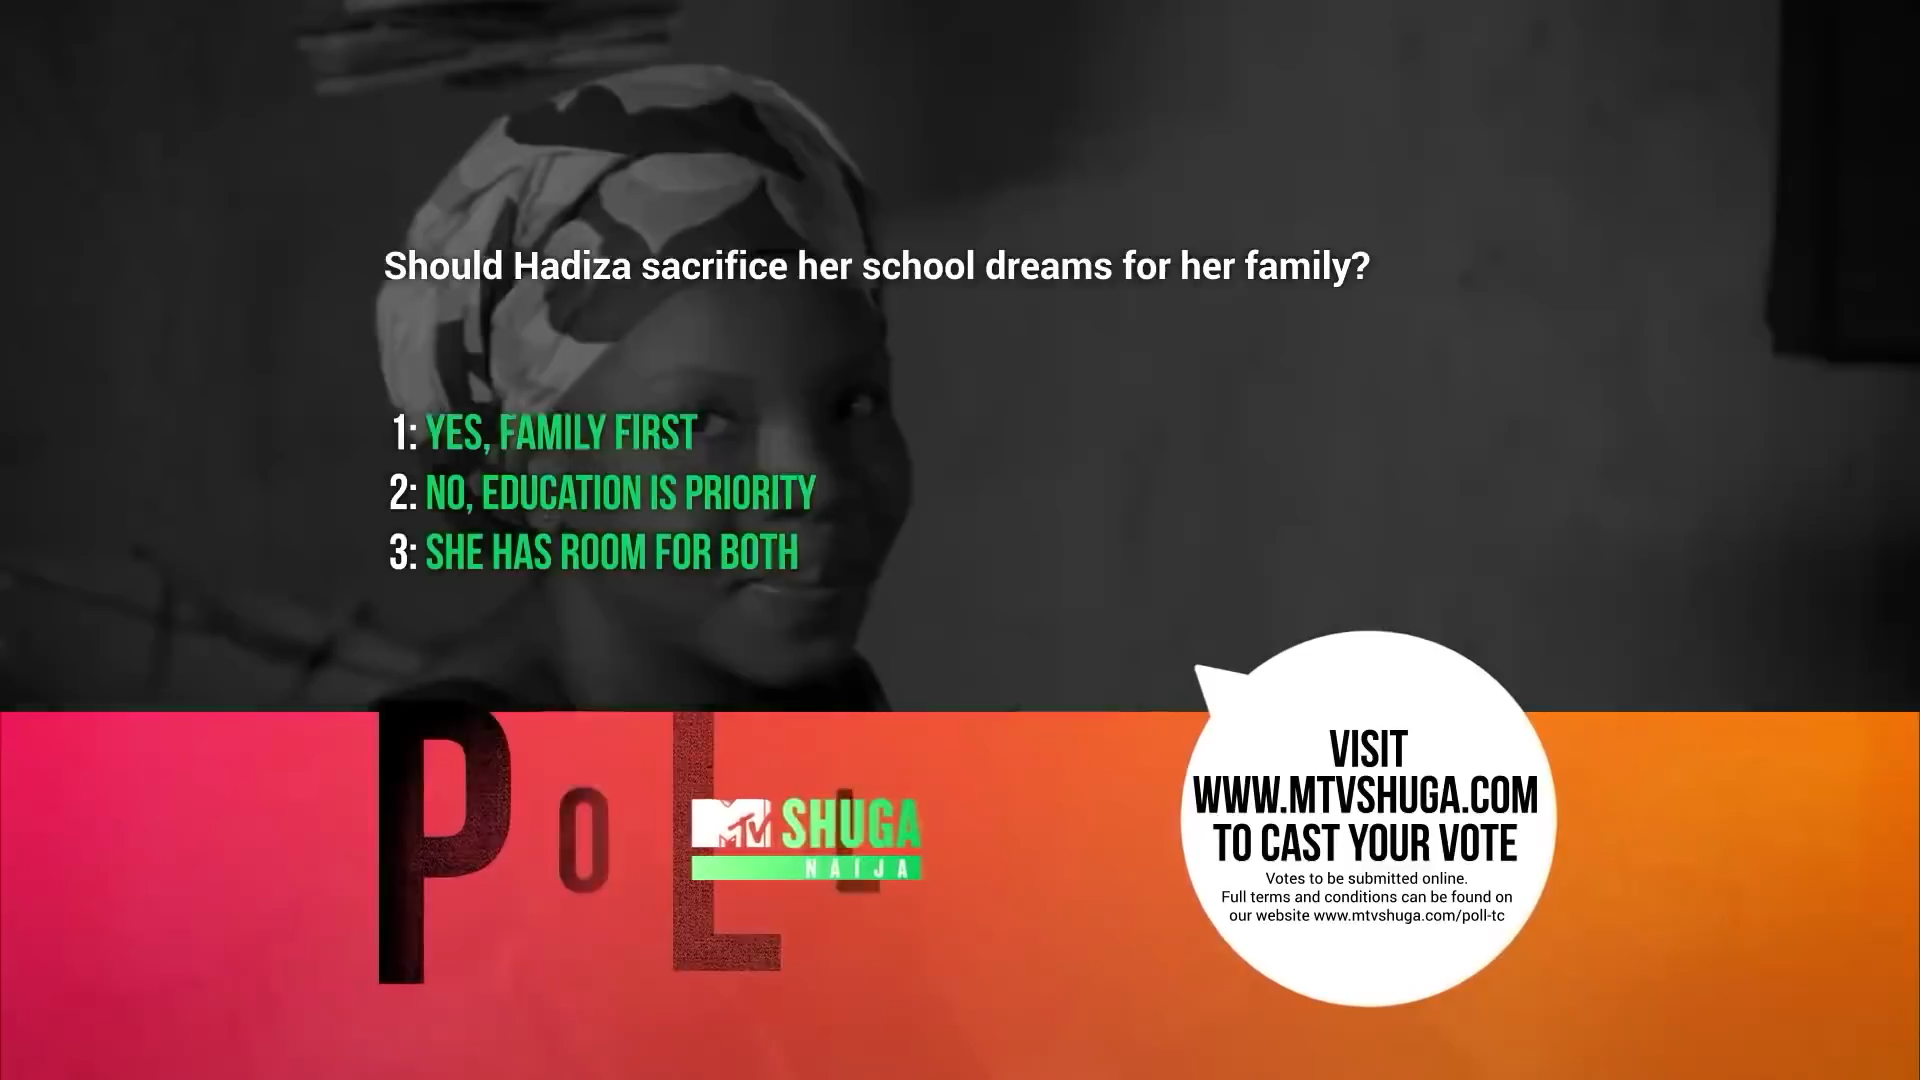 Should Hadiza sacrifice her school dreams for her family?
1: YES, FAMILY FIRST
2: NO, EDUCATION IS PRIORITY
3: SHE HAS ROOM FOR BOTH
POLL
MTV SHUGA
NAIJA
VISIT
WWW.MTVSHUGA.COM
TO CAST YOUR VOTE
Votes to be submitted online.
Full terms and conditions can be found on
our website www.mtvshuga.com/poll-tc